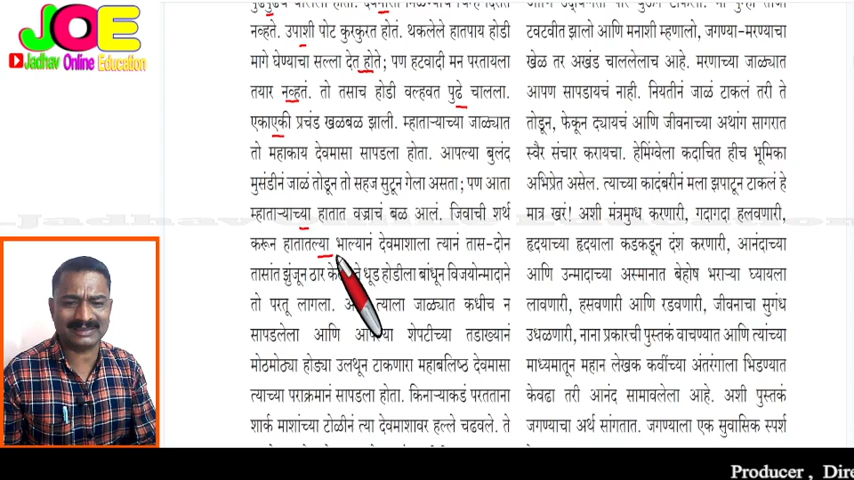 JOE
Jadhav Online Education
नव्हते. उपाशी पोट कुरकुरत होतं. थकलेले हातपाय होडी
मागे घेण्याचा सल्ला देत होते; पण हटवादी मन परतायला
तयार नव्हतं. तो तसाच होडी वल्हवत पुढे चालला.
एकाएकी प्रचंड खळबळ झाली. म्हाताऱ्याच्या जाळ्यात
तो महाकाय देवमासा सापडला होता. आपल्या बुलंद
मुसंडीनं जाळं तोडून तो सहज सुटून गेला असता; पण आता
म्हाताऱ्याच्या हातात वज्राचं बळ आलं. जिवाची शर्थ
करून हातातल्या भाल्यानं देवमाशाला त्यानं तास-दोन
तासांत झुंजून ठार ते धूड होडीला बांधून विजयोन्मादाने
तो परतू लागला. त्याला जाळ्यात कधीच न
सापडलेला आणि शेपटीच्या तडाख्यानं
मोठमोठ्या होड्या उलथून टाकणारा महाबलिष्ठ देवमासा
त्याच्या पराक्रमानं सापडला होता. किनाऱ्याकडं परतताना
शार्क माशांच्या टोळीनं त्या देवमाशावर हल्ले चढवले. ते
टवटवीत झालो आणि मनाशी म्हणालो, जगण्या-मरण्याचा
खेळ तर अखंड चाललेलाच आहे. मरणाच्या जाळ्यात
आपण सापडायचं नाही. नियतीनं जाळं टाकलं तरी ते
तोडून, फेकून द्यायचं आणि जीवनाच्या अथांग सागरात
स्वैर संचार करायचा. हेमिंग्वेला कदाचित हीच भूमिका
अभिप्रेत असेल. त्याच्या कादंबरीनं मला झपाटून टाकलं हे
मात्र खरं! अशी मंत्रमुग्ध करणारी, गदागदा हलवणारी,
हृदयाच्या हृदयाला कडकडून दंश करणारी, आनंदाच्या
आणि उन्मादाच्या अस्मानात बेहोष भराऱ्या घ्यायला
लावणारी, हसवणारी आणि रडवणारी, जीवनाचा सुगंध
उधळणारी, नाना प्रकारची पुस्तकं वाचण्यात आणि त्यांच्या
माध्यमातून महान लेखक कवींच्या अंतरंगाला भिडण्यात
केवढा तरी आनंद सामावलेला आहे. अशी पुस्तकं
जगण्याचा अर्थ सांगतात. जगण्याला एक सुवासिक स्पर्श
Producer , Dire